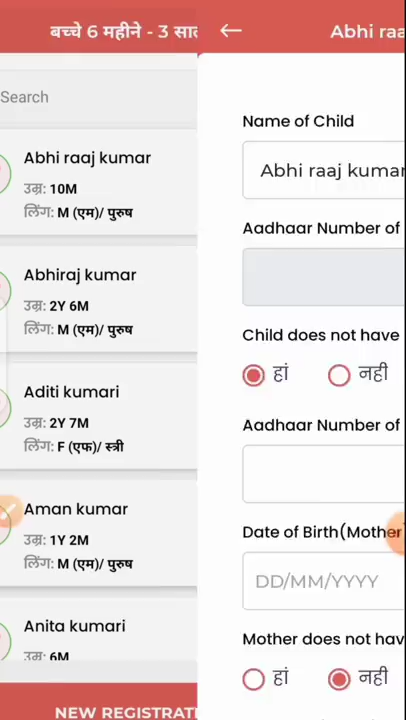 बच्चे 6 महीने - 3 साल
Search
Abhi raaj kumar
उम्र: 10M
लिंग: M (एम)/ पुरुष
Abhiraj kumar
उम्र: 2Y 6M
लिंग: M (एम)/ पुरुष
Aditi kumari
उम्र: 2Y 7M
लिंग: F (एफ)/ स्त्री
Aman kumar
उम्र: 1Y 2M
लिंग: M (एम)/ पुरुष
Anita kumari
उम्र: 6M
NEW REGISTRATI
← Abhi raa
Name of Child
Abhi raaj kumar
Aadhaar Number of
Child does not have
हां नही
Aadhaar Number of
Date of Birth(Mother
DD/MM/YYYY
Mother does not hav
हां नही